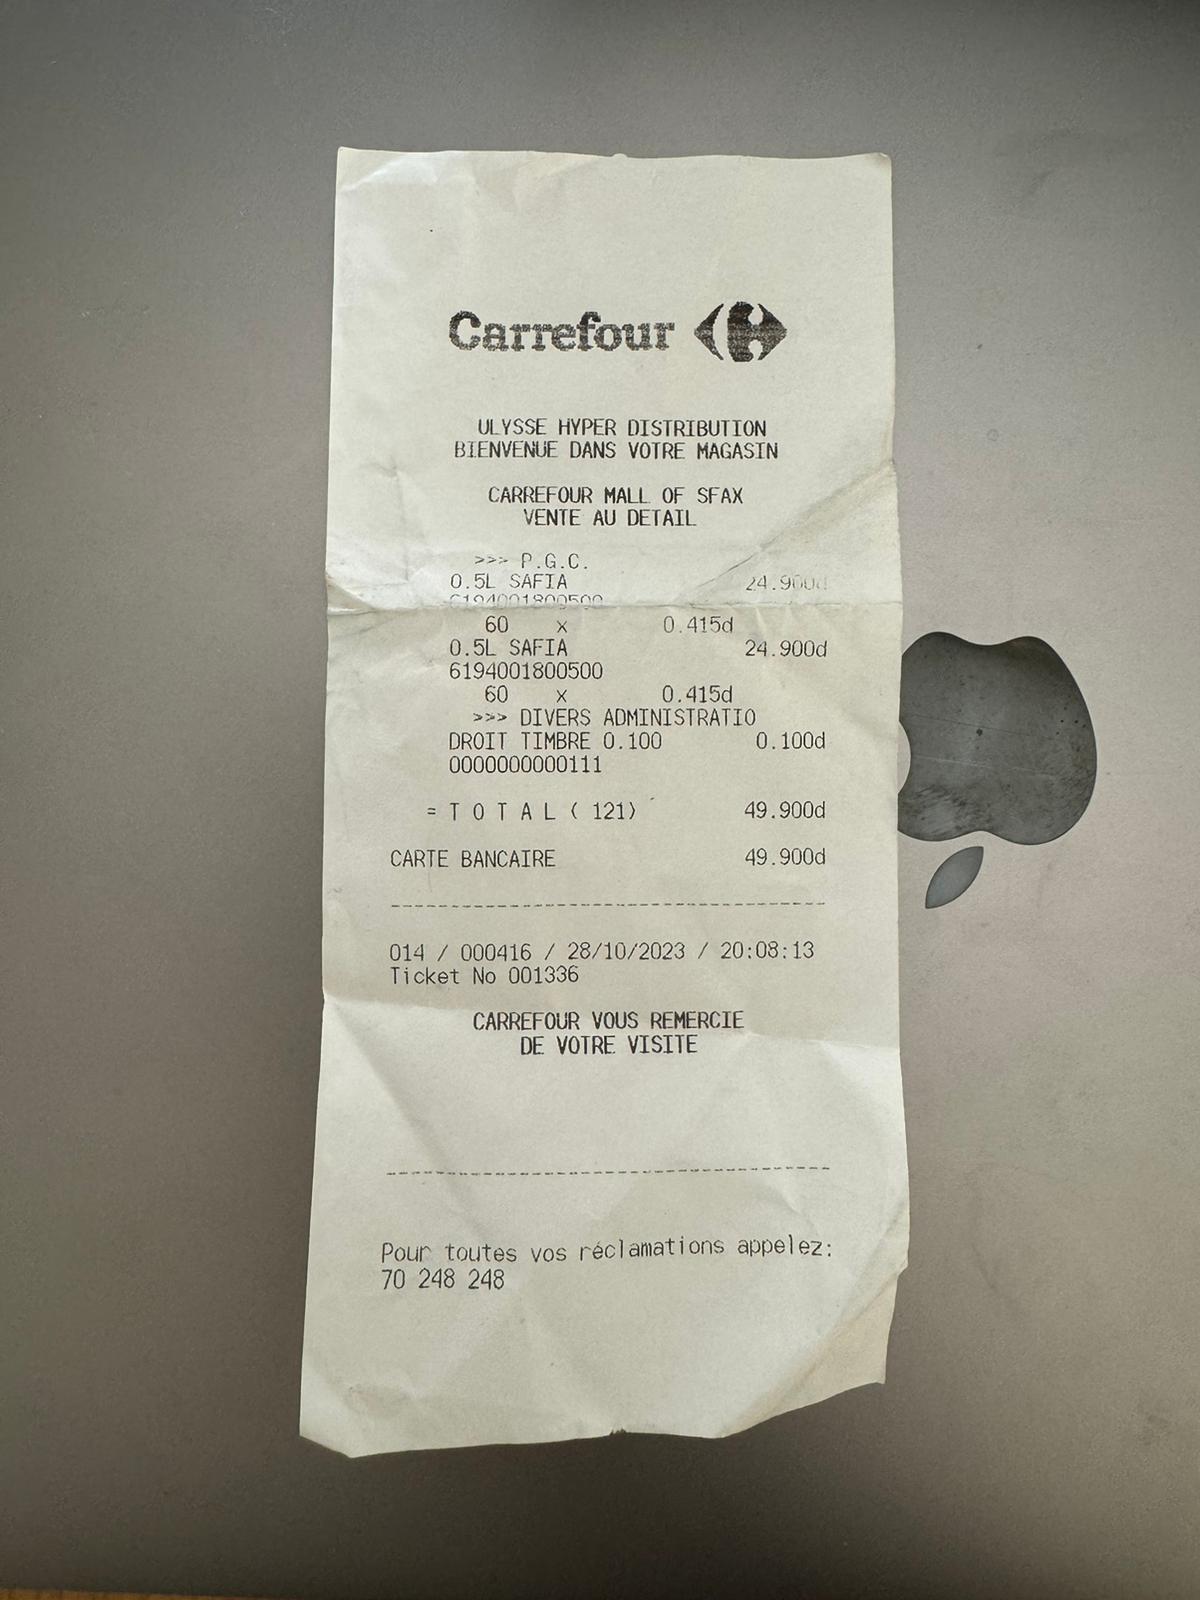 Carrefour
ULYSSE HYPER DISTRIBUTION
BIENVENUE DANS VOTRE MAGASIN
CARREFOUR MALL OF SFAX
VENTE AU DETAIL
>>> P.G.C.
0.5L SAFIA 24.900d
6194001800500
60 x 0.415d
0.5L SAFIA 24.900d
6194001800500
60 x 0.415d
>>> DIVERS ADMINISTRATIO
DROIT TIMBRE 0.100 0.100d
0000000000111
= T O T A L ( 121) 49.900d
CARTE BANCAIRE 49.900d
014 / 000416 / 28/10/2023 / 20:08:13
Ticket No 001336
CARREFOUR VOUS REMERCIE
DE VOTRE VISITE
Pour toutes vos réclamations appelez:
70 248 248